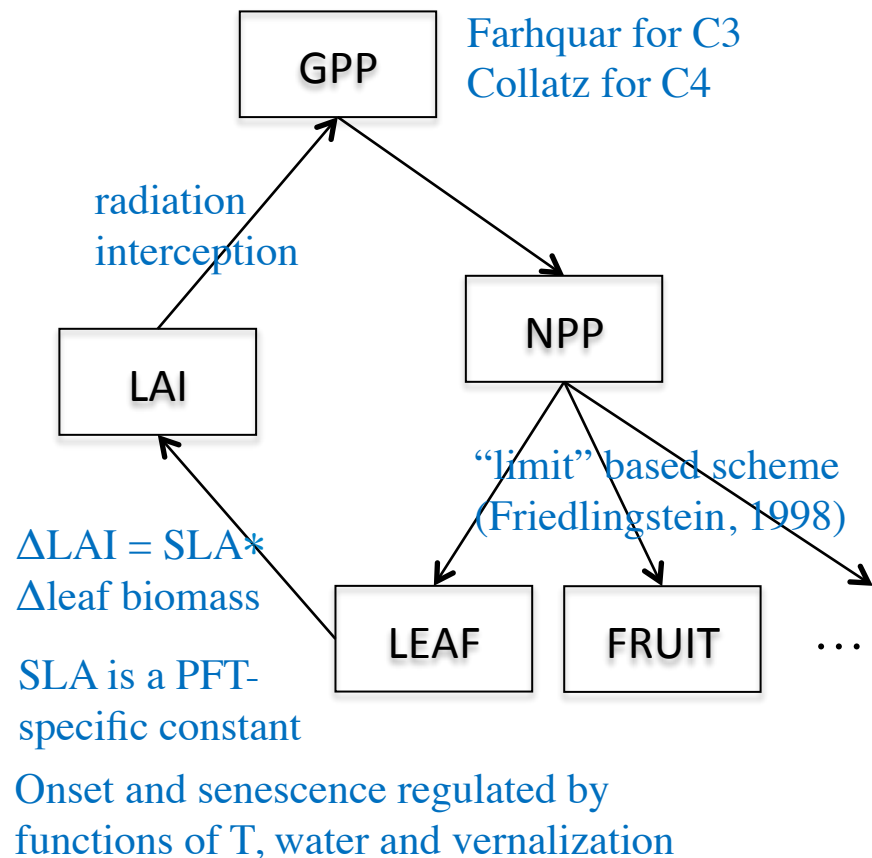 GPP
Farhquar for C3
Collatz for C4
radiation
interception
NPP
LAI
“limit” based scheme
(Friedlingstein, 1998)
ΔLAI = SLA*
Δleaf biomass
LEAF
FRUIT
...
SLA is a PFT-
specific constant
Onset and senescence regulated by
functions of T, water and vernalization